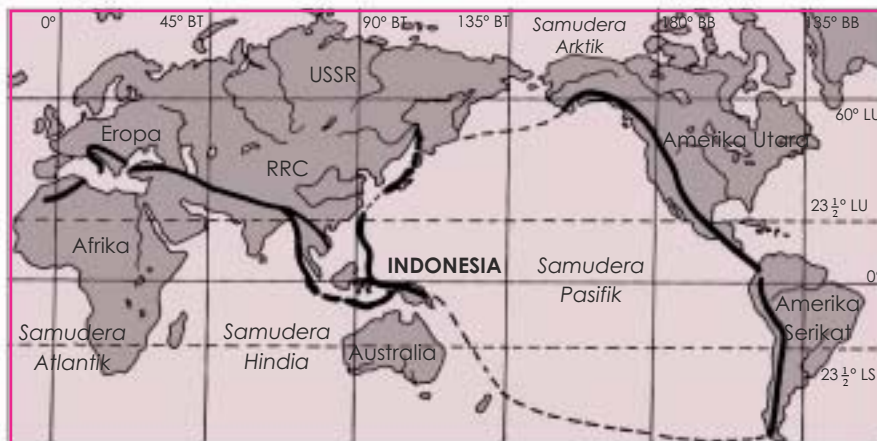 0° 45° BT 90° BT 135° BT 180° BB 135° BB
Samudera
Arktik
USSR
60° LU
Eropa
Amerika Utara
RRC
23 ½° LU
Afrika
INDONESIA
Samudera
Pasifik
0°
Amerika
Serikat
Samudera
Atlantik
Samudera
Hindia
Australia
23 ½° LS